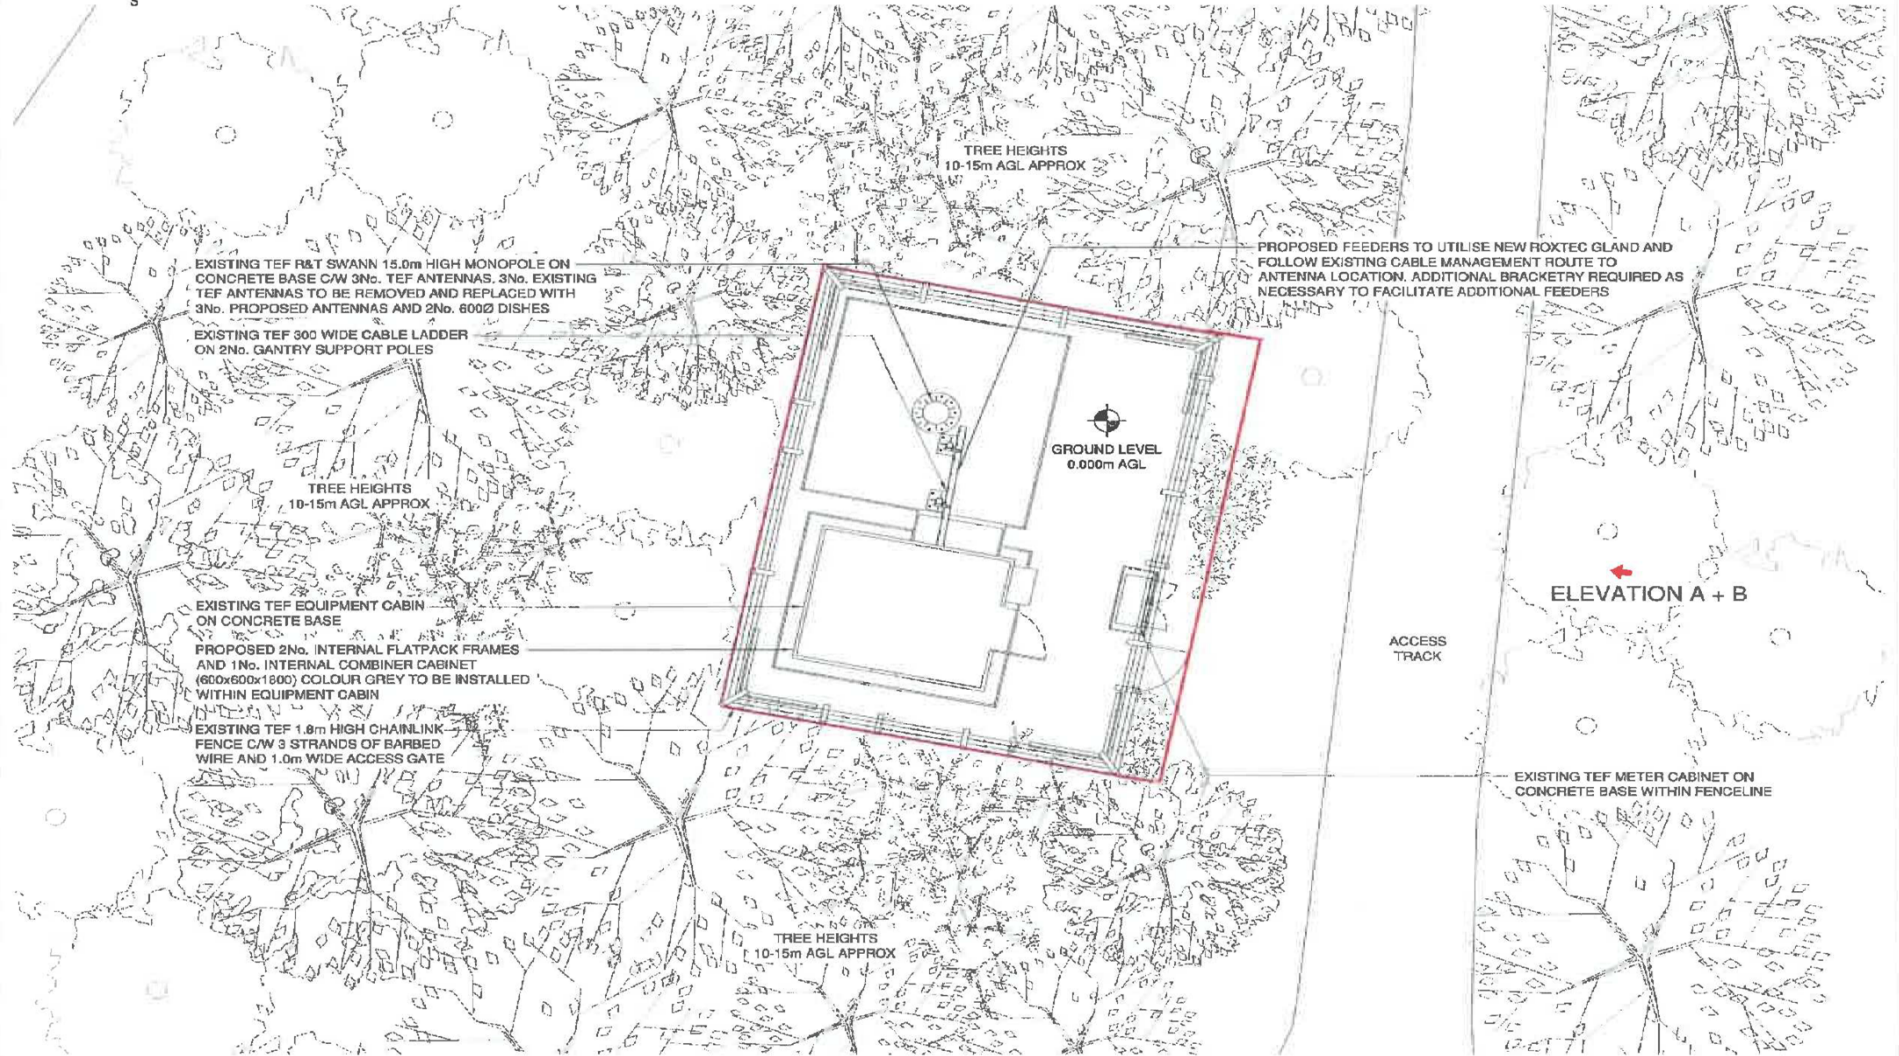 S
TREE HEIGHTS
10-15m AGL APPROX
EXISTING TEF R&T SWANN 15.0m HIGH MONOPOLE ON
CONCRETE BASE C/W 3No. TEF ANTENNAS. 3No. EXISTING
TEF ANTENNAS TO BE REMOVED AND REPLACED WITH
3No. PROPOSED ANTENNAS AND 2No. 600Ø DISHES
PROPOSED FEEDERS TO UTILISE NEW ROXTEC GLAND AND
FOLLOW EXISTING CABLE MANAGEMENT ROUTE TO
ANTENNA LOCATION. ADDITIONAL BRACKETRY REQUIRED AS
NECESSARY TO FACILITATE ADDITIONAL FEEDERS
EXISTING TEF 300 WIDE CABLE LADDER
ON 2No. GANTRY SUPPORT POLES
GROUND LEVEL
0.000m AGL
TREE HEIGHTS
10-15m AGL APPROX
EXISTING TEF EQUIPMENT CABIN
ON CONCRETE BASE
PROPOSED 2No. INTERNAL FLATPACK FRAMES
AND 1No. INTERNAL COMBINER CABINET
(600x600x1800) COLOUR GREY TO BE INSTALLED
WITHIN EQUIPMENT CABIN
EXISTING TEF 1.8m HIGH CHAINLINK
FENCE C/W 3 STRANDS OF BARBED
WIRE AND 1.0m WIDE ACCESS GATE
ELEVATION A + B
ACCESS
TRACK
EXISTING TEF METER CABINET ON
CONCRETE BASE WITHIN FENCELINE
TREE HEIGHTS
10-15m AGL APPROX